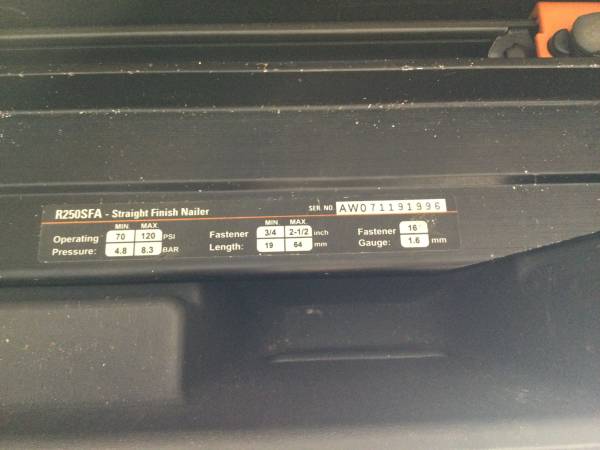 R250SFA - Straight Finish Nailer SER NO. AW071191996
MIN MAX MIN MAX
Operating 70 120 PSI Fastener 3/4 2-1/2 inch Fastener 16
Pressure: 4.8 8.3 BAR Length: 19 64 mm Gauge: 1.6 mm